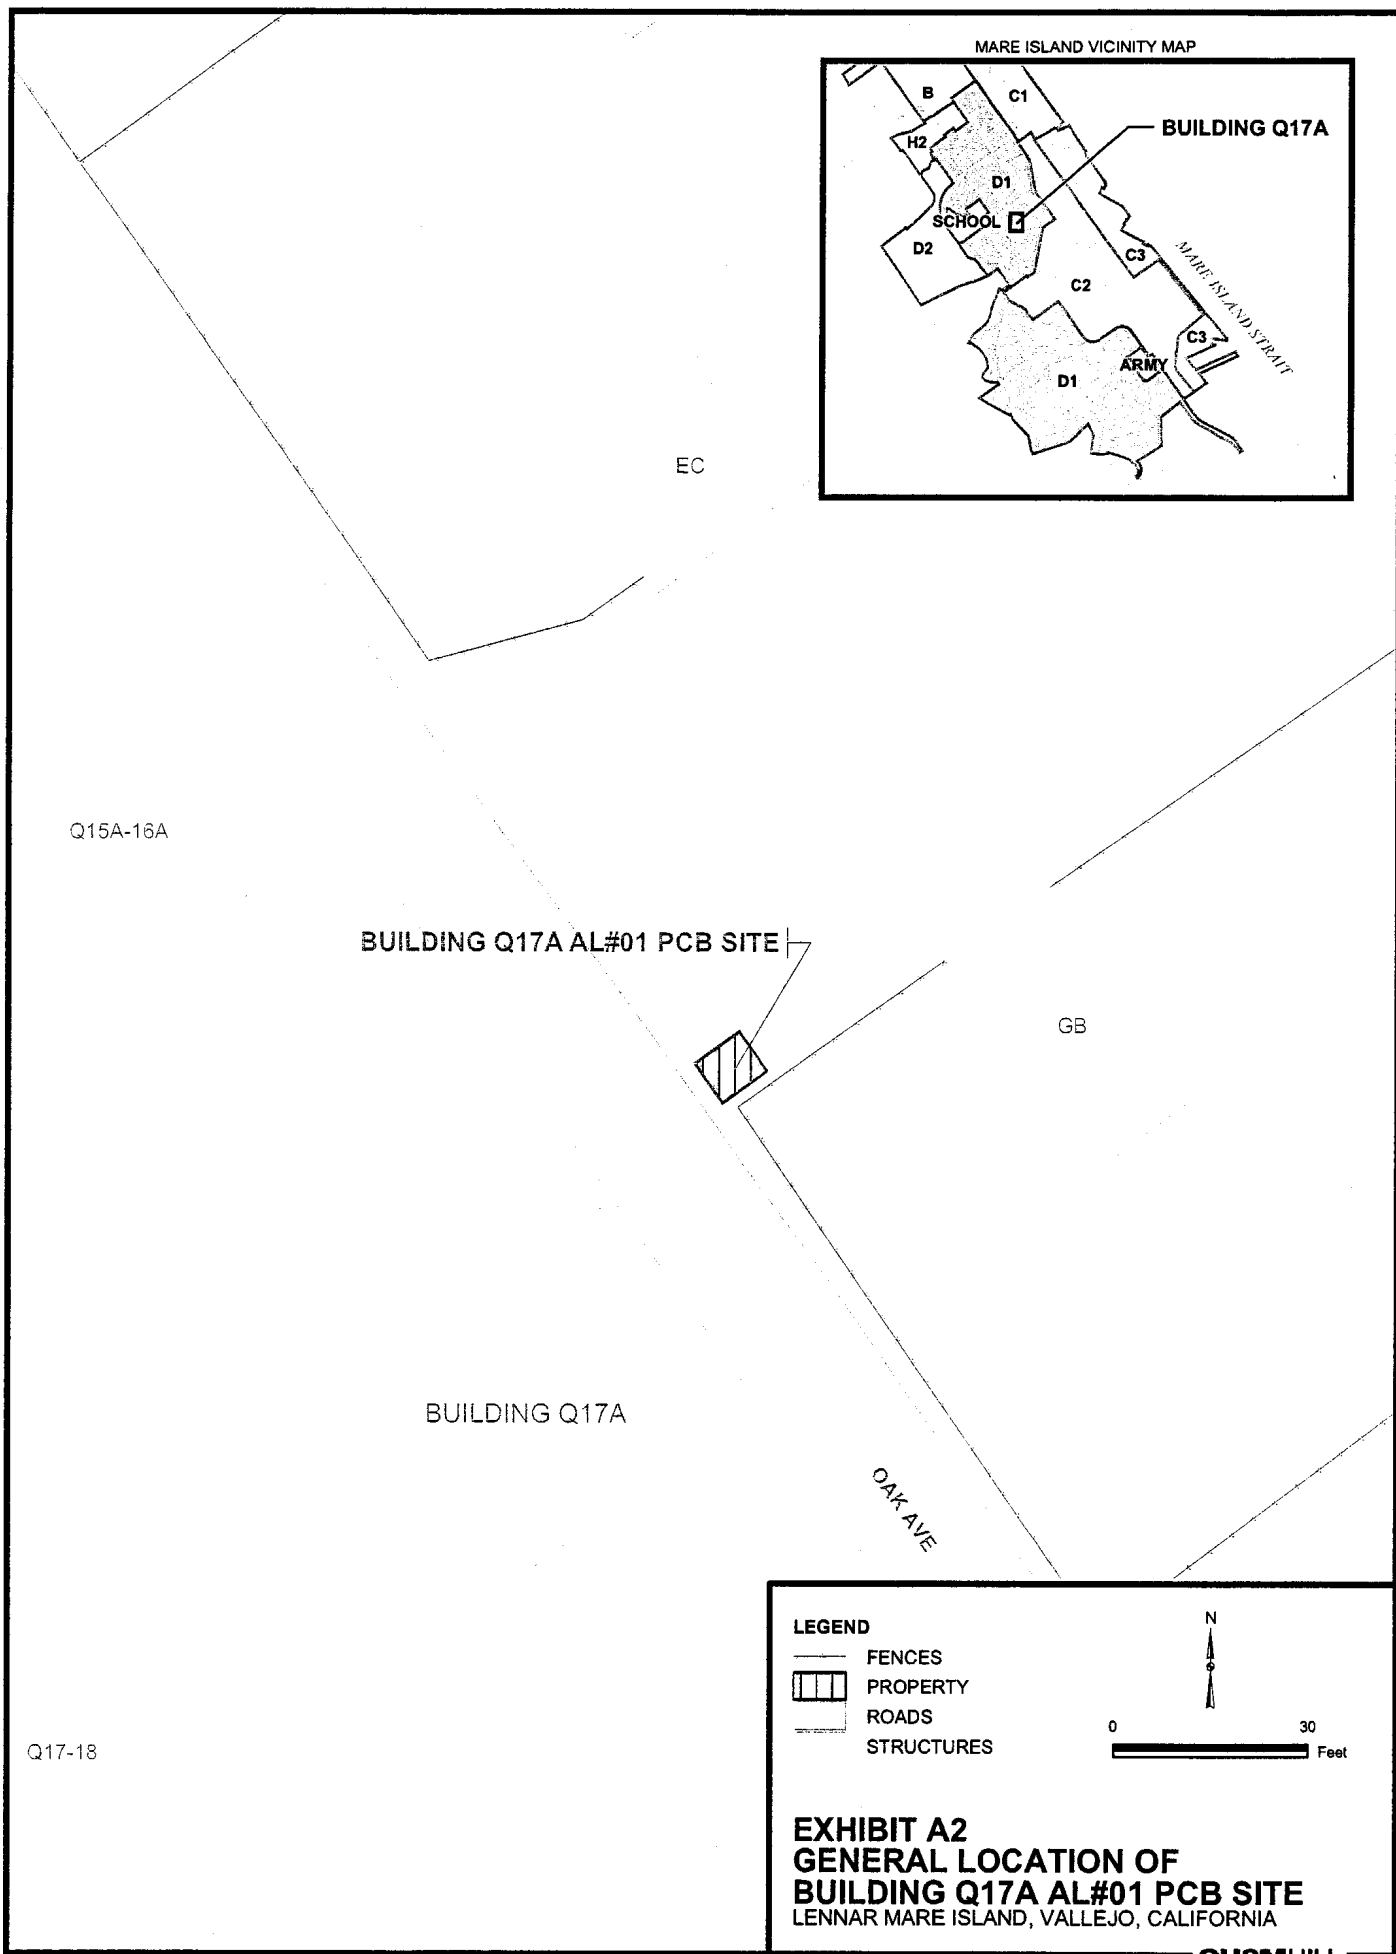 MARE ISLAND VICINITY MAP
B
C1
BUILDING Q17A
H2
D1
SCHOOL
D2
C3
MARE ISLAND STRAIT
C2
C3
ARMY
D1
EC
Q15A-16A
BUILDING Q17A AL#01 PCB SITE
GB
BUILDING Q17A
OAK AVE
Q17-18
LEGEND
FENCES
PROPERTY
ROADS
STRUCTURES
N
0 30
Feet
EXHIBIT A2
GENERAL LOCATION OF
BUILDING Q17A AL#01 PCB SITE
LENNAR MARE ISLAND, VALLEJO, CALIFORNIA